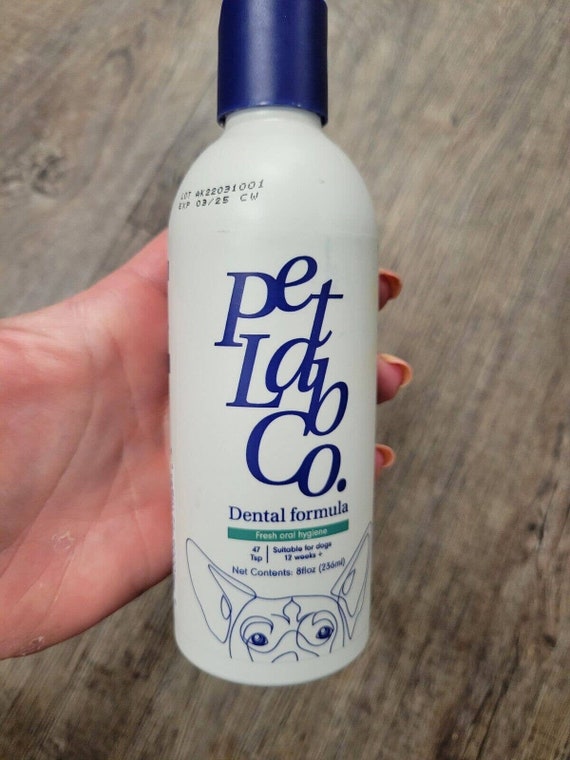 LOT AK22031001
EXP 03/25 CW
Pet
Lab
Co.
Dental formula
Fresh oral hygiene
47 Tsp | Suitable for dogs 12 weeks +
Net Contents: 8floz (236ml)